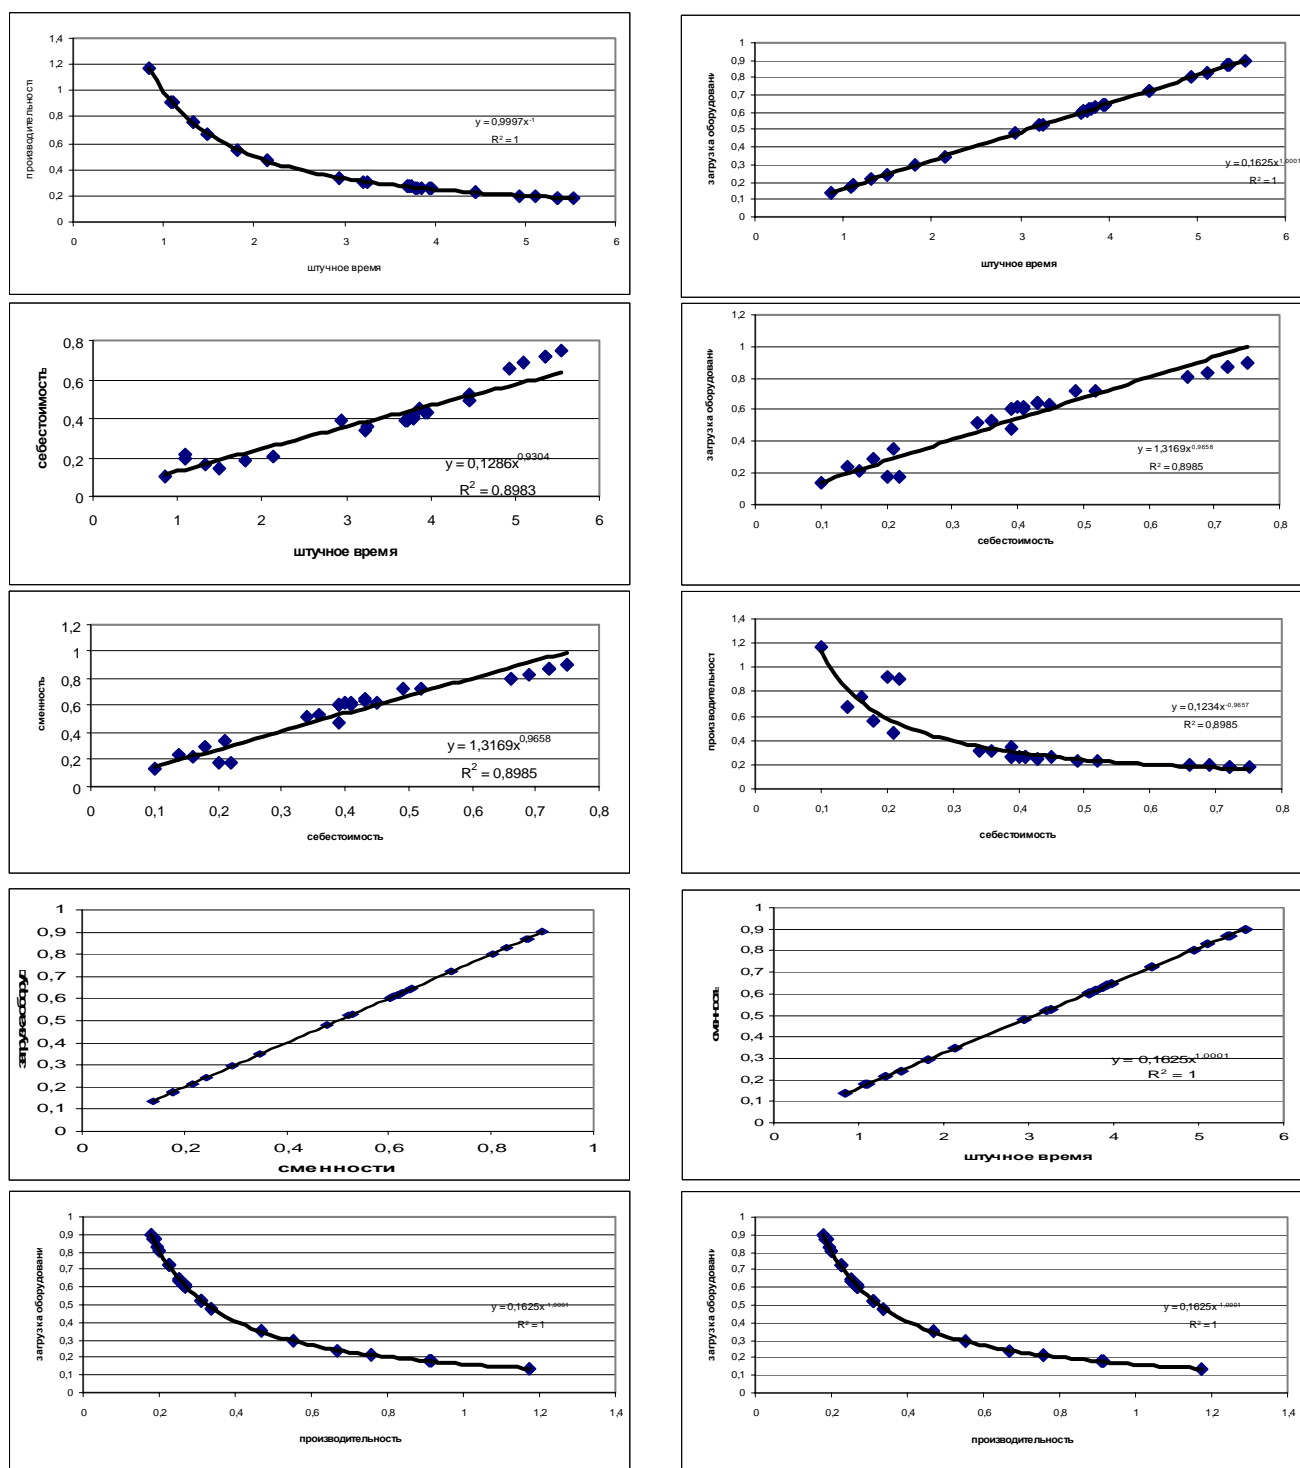 1,4
1,2
1
0,8
0,6
0,4
0,2
0
0 1 2 3 4 5 6
производительность
штучное время
y = 0,9997x-1
R² = 1
1
0,9
0,8
0,7
0,6
0,5
0,4
0,3
0,2
0,1
0
0 1 2 3 4 5 6
загрузка оборудовани
штучное время
y = 0,1625x1,0001
R² = 1
0,8
0,6
0,4
0,2
0
0 1 2 3 4 5 6
себестоимость
штучное время
y = 0,1286x0,9304
R² = 0,8983
1,2
1
0,8
0,6
0,4
0,2
0
0 0,1 0,2 0,3 0,4 0,5 0,6 0,7 0,8
загрузка оборудовани
себестоимость
y = 1,3169x0,9658
R² = 0,8985
1,2
1
0,8
0,6
0,4
0,2
0
0 0,1 0,2 0,3 0,4 0,5 0,6 0,7 0,8
сменность
себестоимость
y = 1,3169x0,9658
R² = 0,8985
1,4
1,2
1
0,8
0,6
0,4
0,2
0
0 0,1 0,2 0,3 0,4 0,5 0,6 0,7 0,8
производительност
себестоимость
y = 0,1234x-0,9657
R² = 0,8985
1
0,9
0,8
0,7
0,6
0,5
0,4
0,3
0,2
0,1
0
0 0,2 0,4 0,6 0,8 1
сменности
1
0,9
0,8
0,7
0,6
0,5
0,4
0,3
0,2
0,1
0
0 1 2 3 4 5 6
сменность
штучное время
y = 0,1625x1,0001
R² = 1
1
0,9
0,8
0,7
0,6
0,5
0,4
0,3
0,2
0,1
0
0 0,2 0,4 0,6 0,8 1 1,2 1,4
загрузка оборудовани
производительность
y = 0,1625x-1,0001
R² = 1
1
0,9
0,8
0,7
0,6
0,5
0,4
0,3
0,2
0,1
0
0 0,2 0,4 0,6 0,8 1 1,2 1,4
загрузка оборудовани
производительность
y = 0,1625x-1,0001
R² = 1